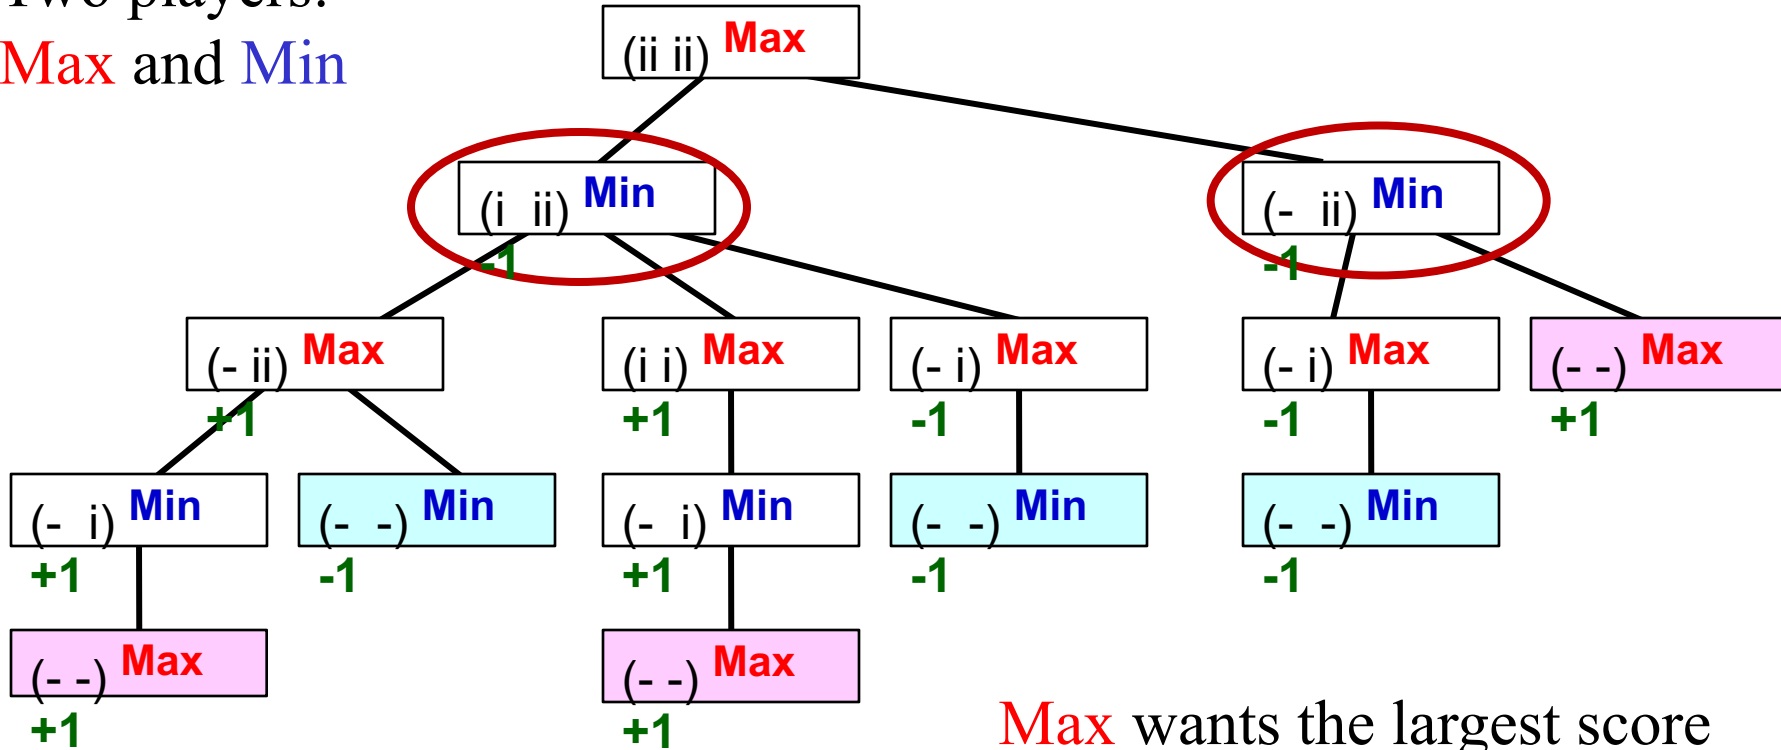 Two players:
Max and Min
(ii ii) Max
(i ii) Min
-1
(- ii) Min
-1
(- ii) Max
+1
(i i) Max
+1
(- i) Max
-1
(- i) Max
-1
(- -) Max
+1
(- i) Min
+1
(- -) Min
-1
(- i) Min
+1
(- -) Min
-1
(- -) Min
-1
(- -) Max
+1
(- -) Max
+1
Max wants the largest score